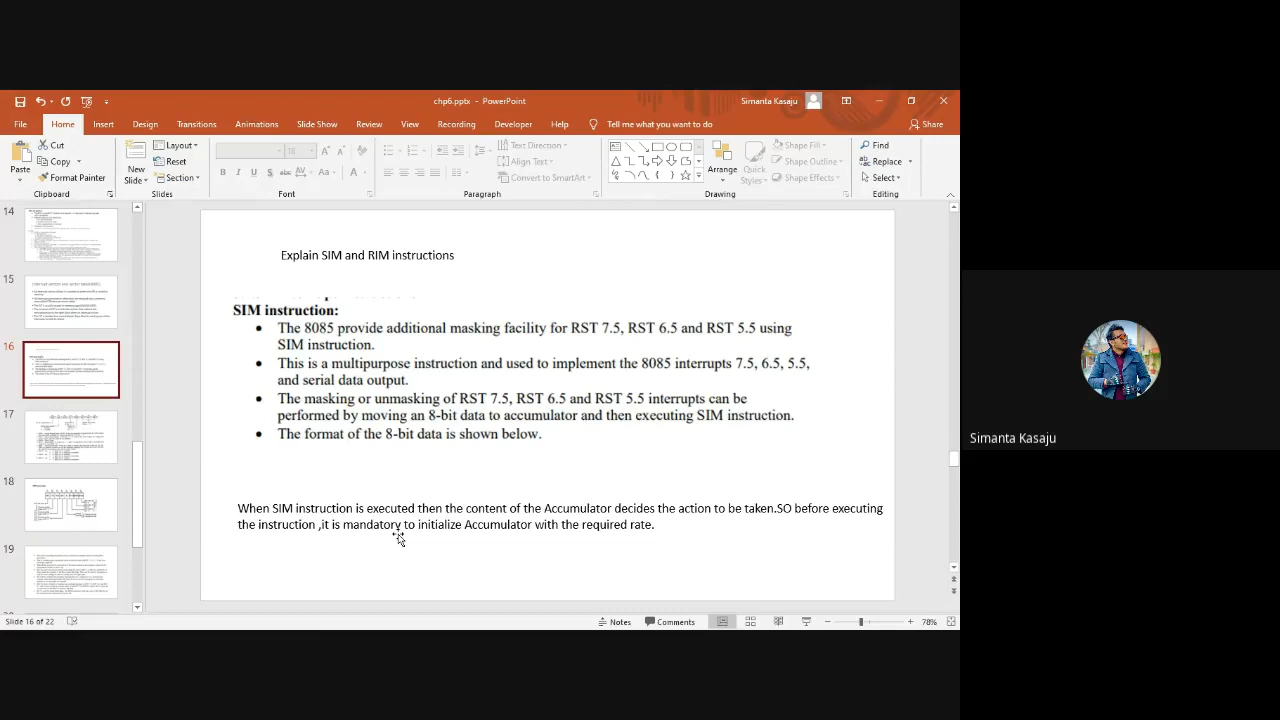 chp6.pptx - PowerPoint
Simanta Kasaju
File Home Insert Design Transitions Animations Slide Show Review View Recording Developer Help Tell me what you want to do Share
Paste Cut Copy Format Painter Clipboard
New Slide Layout Reset Section Slides
Font
Text Direction Align Text Convert to SmartArt Paragraph
Arrange Quick Styles Shape Fill Shape Outline Shape Effects Drawing
Find Replace Select Editing
14
15
16
17
18
19
Explain SIM and RIM instructions
SIM instruction:
• The 8085 provide additional masking facility for RST 7.5, RST 6.5 and RST 5.5 using
SIM instruction.
• This is a multipurpose instruction and used to implement the 8085 interrupts 7.5, 6.5, 5.5,
and serial data output.
• The masking or unmasking of RST 7.5, RST 6.5 and RST 5.5 interrupts can be
performed by moving an 8-bit data to accumulator and then executing SIM instruction.
• The format of the 8-bit data is shown below.
When SIM instruction is executed then the content of the Accumulator decides the action to be taken.SO before executing
the instruction ,it is mandatory to initialize Accumulator with the required rate.
Slide 16 of 22 Notes Comments 78%
Simanta Kasaju